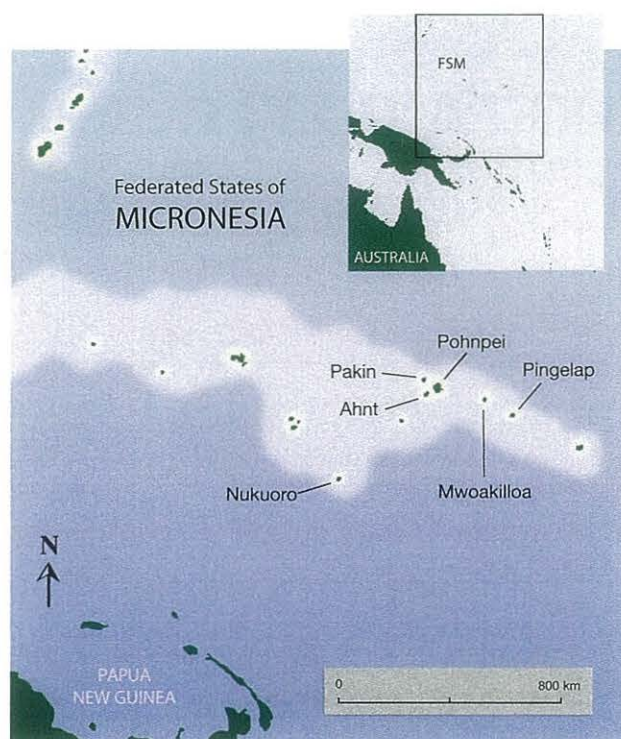 FSM
AUSTRALIA
Federated States of
MICRONESIA
Pohnpei
Pakin
Pingelap
Ahnt
Nukuoro
Mwoakilloa
N
PAPUA
NEW GUINEA
0
800 km